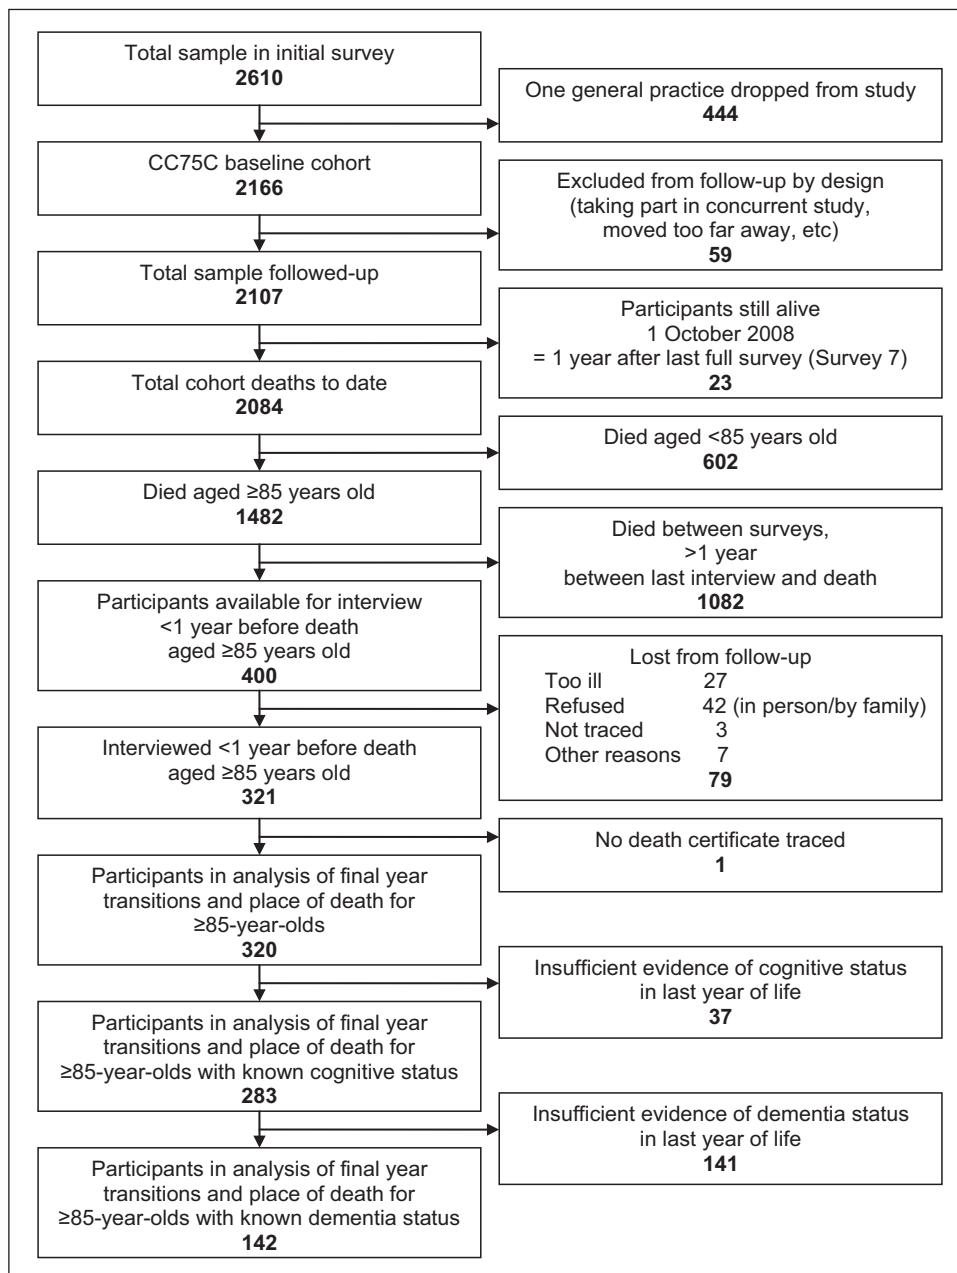 Total sample in initial survey
2610
One general practice dropped from study
444
CC75C baseline cohort
2166
Excluded from follow-up by design
(taking part in concurrent study,
moved too far away, etc)
59
Total sample followed-up
2107
Participants still alive
1 October 2008
= 1 year after last full survey (Survey 7)
23
Total cohort deaths to date
2084
Died aged <85 years old
602
Died aged ≥85 years old
1482
Died between surveys,
>1 year
between last interview and death
1082
Participants available for interview
<1 year before death
aged ≥85 years old
400
Lost from follow-up
Too ill 27
Refused 42 (in person/by family)
Not traced 3
Other reasons 7
79
Interviewed <1 year before death
aged ≥85 years old
321
No death certificate traced
1
Participants in analysis of final year
transitions and place of death for
≥85-year-olds
320
Insufficient evidence of cognitive status
in last year of life
37
Participants in analysis of final year
transitions and place of death for
≥85-year-olds with known cognitive status
283
Insufficient evidence of dementia status
in last year of life
141
Participants in analysis of final year
transitions and place of death for
≥85-year-olds with known dementia status
142